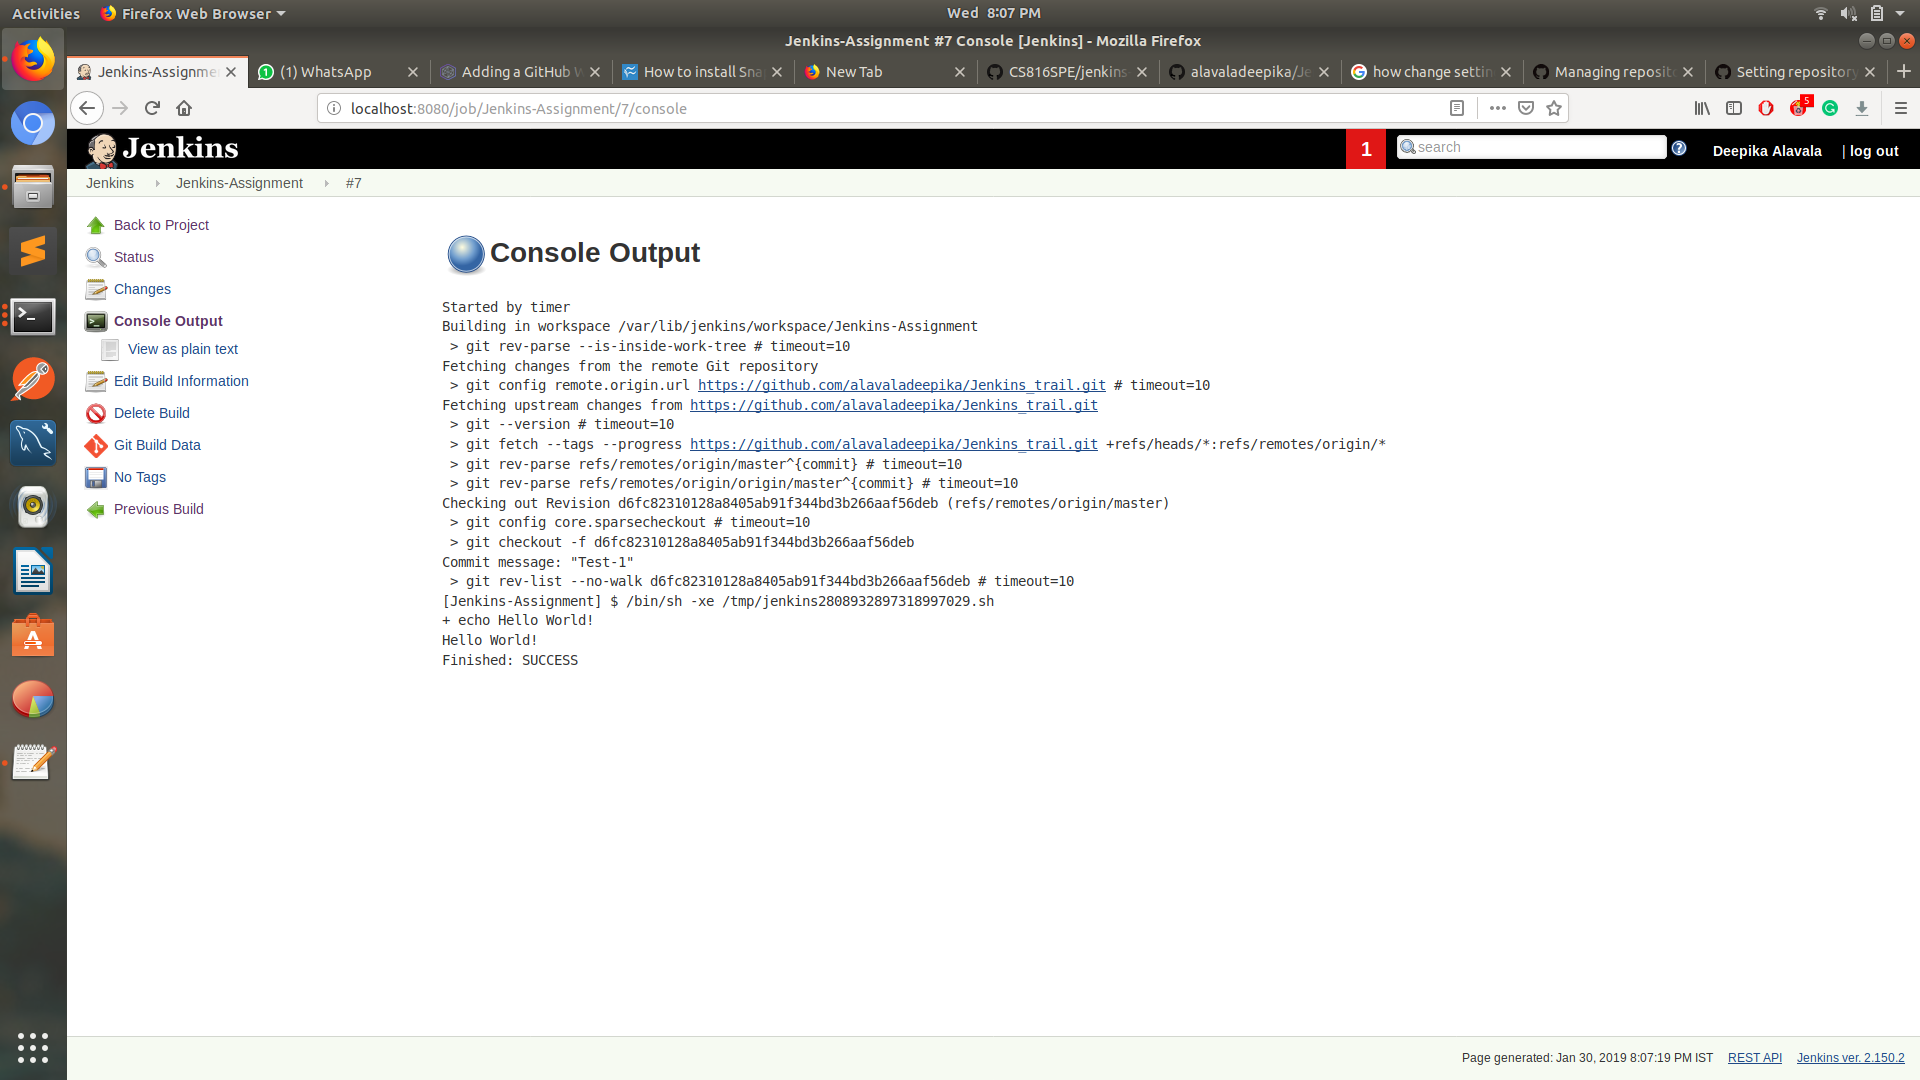 Activities Firefox Web Browser Wed 8:07 PM
Jenkins-Assignment #7 Console [Jenkins] - Mozilla Firefox
Jenkins-Assignme (1) WhatsApp Adding a GitHub W How to install Sna New Tab CS816SPE/jenkins- alavaladeepika/Je how change settin Managing reposito Setting repository
localhost:8080/job/Jenkins-Assignment/7/console 5
Jenkins 1 search ? Deepika Alavala | log out
Jenkins Jenkins-Assignment #7
Back to Project
Status
Changes
Console Output
View as plain text
Edit Build Information
Delete Build
Git Build Data
No Tags
Previous Build
Console Output
Started by timer
Building in workspace /var/lib/jenkins/workspace/Jenkins-Assignment
> git rev-parse --is-inside-work-tree # timeout=10
Fetching changes from the remote Git repository
> git config remote.origin.url https://github.com/alavaladeepika/Jenkins_trail.git # timeout=10
Fetching upstream changes from https://github.com/alavaladeepika/Jenkins_trail.git
> git --version # timeout=10
> git fetch --tags --progress https://github.com/alavaladeepika/Jenkins_trail.git +refs/heads/*:refs/remotes/origin/*
> git rev-parse refs/remotes/origin/master^{commit} # timeout=10
> git rev-parse refs/remotes/origin/origin/master^{commit} # timeout=10
Checking out Revision d6fc82310128a8405ab91f344bd3b266aaf56deb (refs/remotes/origin/master)
> git config core.sparsecheckout # timeout=10
> git checkout -f d6fc82310128a8405ab91f344bd3b266aaf56deb
Commit message: "Test-1"
> git rev-list --no-walk d6fc82310128a8405ab91f344bd3b266aaf56deb # timeout=10
[Jenkins-Assignment] $ /bin/sh -xe /tmp/jenkins2808932897318997029.sh
+ echo Hello World!
Hello World!
Finished: SUCCESS
Page generated: Jan 30, 2019 8:07:19 PM IST REST API Jenkins ver. 2.150.2